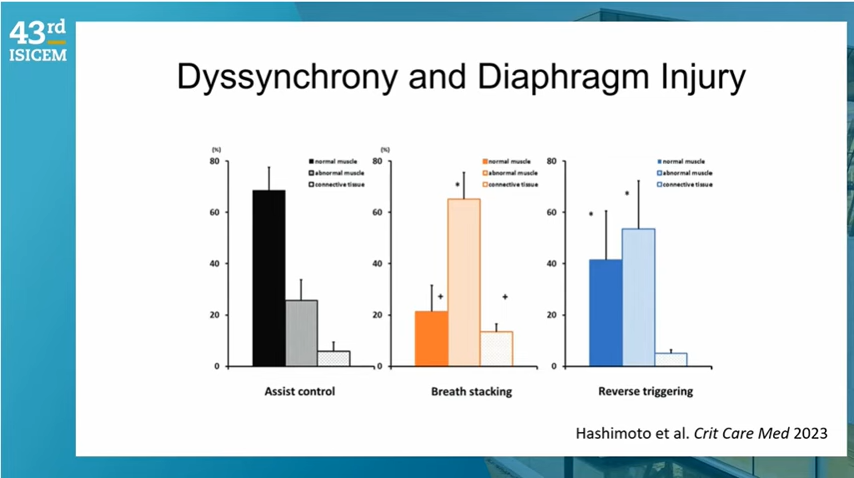 43rd
ISICEM
Dyssynchrony and Diaphragm Injury
(%)
80
60
40
20
0
normal muscle
abnormal muscle
connective tissue
Assist control
(%)
80
60
40
20
0
normal muscle
abnormal muscle
connective tissue
*
+
+
Breath stacking
80
60
40
20
0
normal muscle
abnormal muscle
connective tissue
*
*
Reverse triggering
Hashimoto et al. Crit Care Med 2023